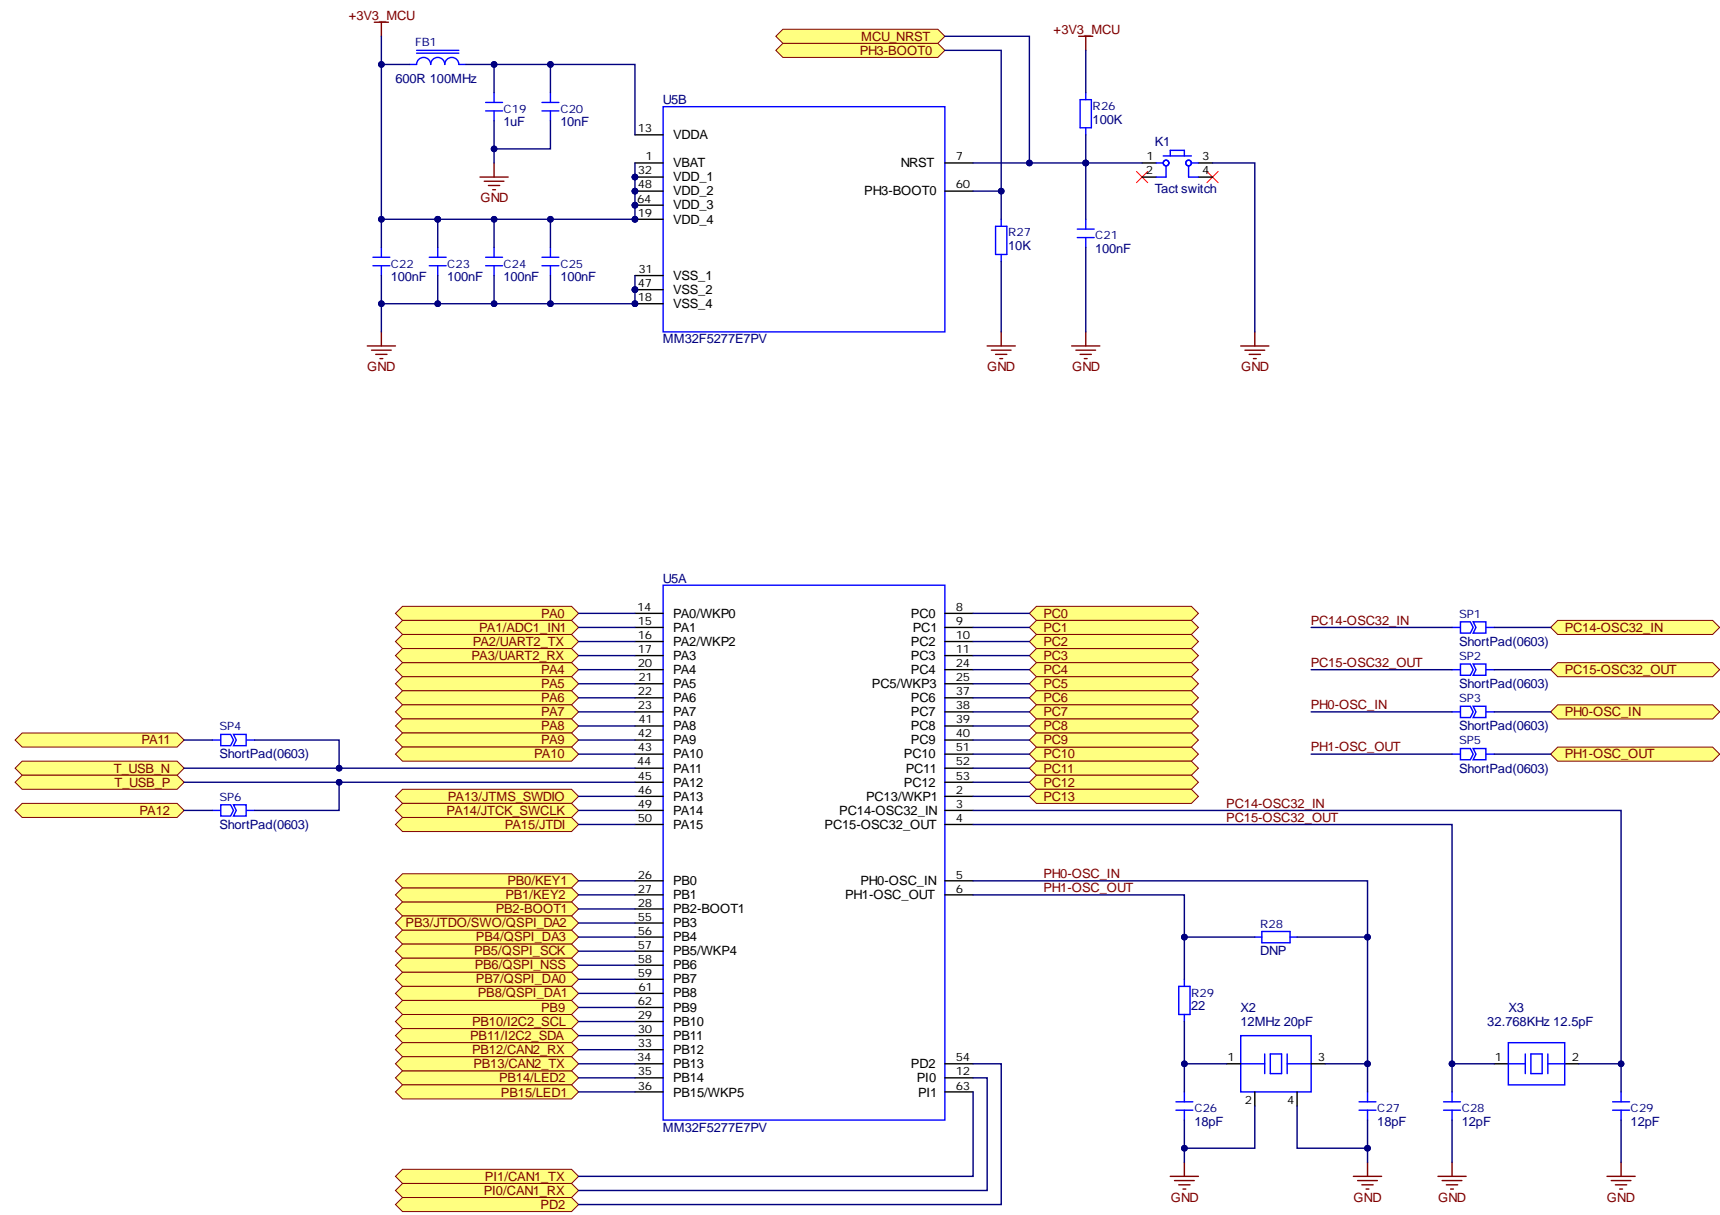 +3V3_MCU
FB1
600R 100MHz
C19
1uF
C20
10nF
GND
C22
100nF
C23
100nF
C24
100nF
C25
100nF
GND
MCU_NRST
PH3-BOOT0
U5B
13 VDDA
1 VBAT
32 VDD_1
48 VDD_2
64 VDD_3
19 VDD_4
31 VSS_1
47 VSS_2
18 VSS_4
NRST 7
PH3-BOOT0 60
MM32F5277E7PV
+3V3_MCU
R26
100K
K1
1 3
2 4
Tact switch
R27
10K
C21
100nF
GND
GND
GND
U5A
PA0 14 PA0/WKP0
PA1/ADC1_IN1 15 PA1
PA2/UART2_TX 16 PA2/WKP2
PA3/UART2_RX 17 PA3
PA4 20 PA4
PA5 21 PA5
PA6 22 PA6
PA7 23 PA7
PA8 41 PA8
PA9 42 PA9
PA10 43 PA10
PA11
SP4
ShortPad(0603)
T_USB_N 44 PA11
T_USB_P 45 PA12
PA12
SP6
ShortPad(0603)
PA13/JTMS_SWDIO 46 PA13
PA14/JTCK_SWCLK 49 PA14
PA15/JTDI 50 PA15
PB0/KEY1 26 PB0
PB1/KEY2 27 PB1
PB2-BOOT1 28 PB2-BOOT1
PB3/JTDO/SWO/QSPI_DA2 55 PB3
PB4/QSPI_DA3 56 PB4
PB5/QSPI_SCK 57 PB5/WKP4
PB6/QSPI_NSS 58 PB6
PB7/QSPI_DA0 59 PB7
PB8/QSPI_DA1 61 PB8
PB9 62 PB9
PB10/I2C2_SCL 29 PB10
PB11/I2C2_SDA 30 PB11
PB12/CAN2_RX 33 PB12
PB13/CAN2_TX 34 PB13
PB14/LED2 35 PB14
PB15/LED1 36 PB15/WKP5
PC0 8 PC0
PC1 9 PC1
PC2 10 PC2
PC3 11 PC3
PC4 24 PC4
PC5/WKP3 25 PC5
PC6 37 PC6
PC7 38 PC7
PC8 39 PC8
PC9 40 PC9
PC10 51 PC10
PC11 52 PC11
PC12 53 PC12
PC13/WKP1 2 PC13
PC14-OSC32_IN 3 PC14-OSC32_IN
PC15-OSC32_OUT 4 PC15-OSC32_OUT
PH0-OSC_IN 5 PH0-OSC_IN
PH1-OSC_OUT 6 PH1-OSC_OUT
PD2 54
PI0 12
PI1 63
MM32F5277E7PV
PI1/CAN1_TX
PI0/CAN1_RX
PD2
PC14-OSC32_IN SP1 PC14-OSC32_IN
ShortPad(0603)
PC15-OSC32_OUT SP2 PC15-OSC32_OUT
ShortPad(0603)
PH0-OSC_IN SP3 PH0-OSC_IN
ShortPad(0603)
PH1-OSC_OUT SP5 PH1-OSC_OUT
ShortPad(0603)
R28
DNP
R29
22
X2
12MHz 20pF
1 3
2 4
C26
18pF
C27
18pF
GND
GND
X3
32.768KHz 12.5pF
1 2
C28
12pF
C29
12pF
GND
GND